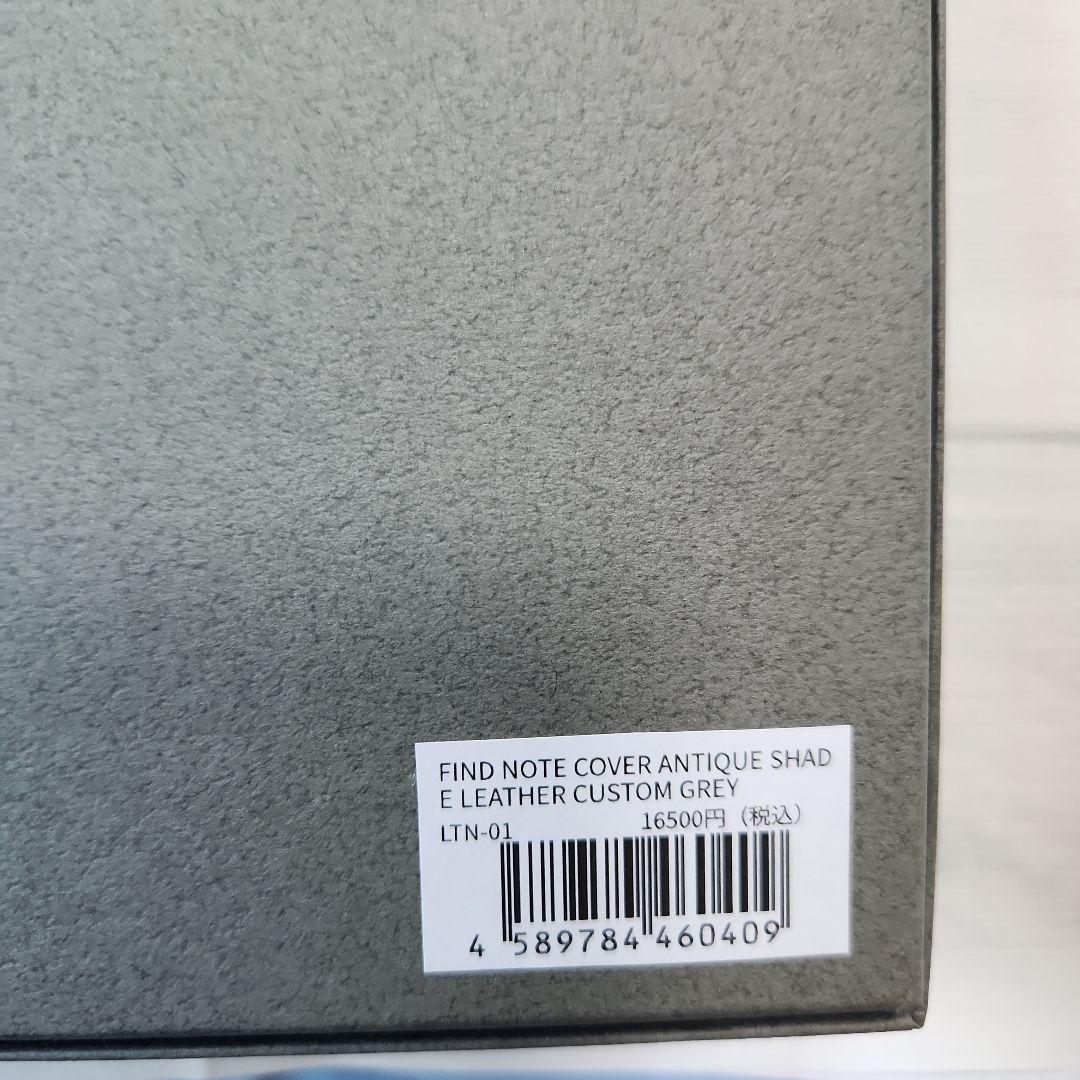 FIND NOTE COVER ANTIQUE SHAD
E LEATHER CUSTOM GREY
LTN-01 16500円（税込）
4 589784 460409